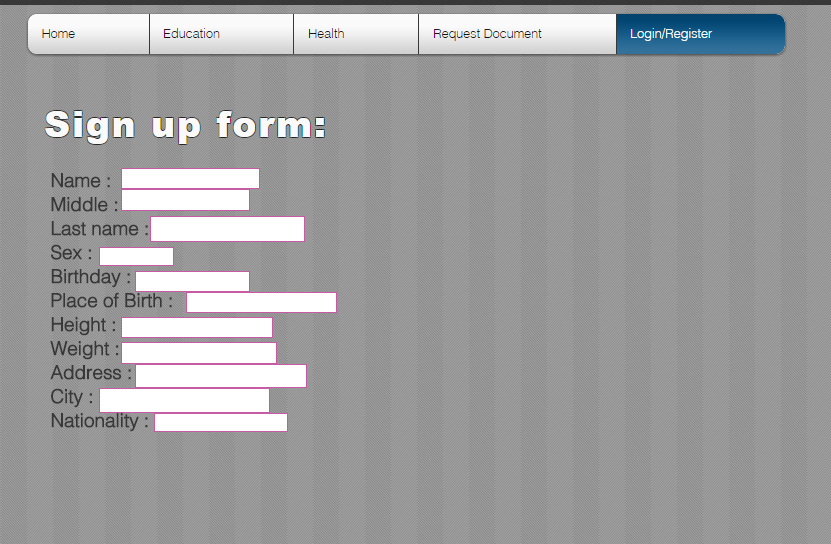 Home Education Health Request Document Login/Register
Sign up form:
Name :
Middle :
Last name :
Sex :
Birthday :
Place of Birth :
Height :
Weight :
Address :
City :
Nationality :